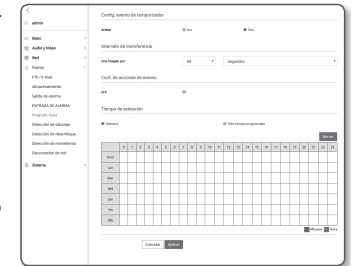 Config. evento de temporizador
admin
Activar
Acv
Des
Basic
Audio y Vídeo
Red
Evento
FTP / E-mail
Almacenamiento
Salida de alarma
ENTRADA DE ALARMA
Program. hora
Detección de sabotaje
Detección de desenfoque
Detección de movimiento
Desconexión de red
Sistema
Intervalo de transferencia
Una imagen por
60
segundos
Conf. de acciones de evento
FTP
Tiempo de activación
Siempre
Sólo tiempo programado
Borrar
0 1 2 3 4 5 6 7 8 9 10 11 12 13 14 15 16 17 18 19 20 21 22 23
Dom
Lun
Mar
Mié
Jue
Vie
Sáb
Minutos
Hora
Cancelar
Aplicar